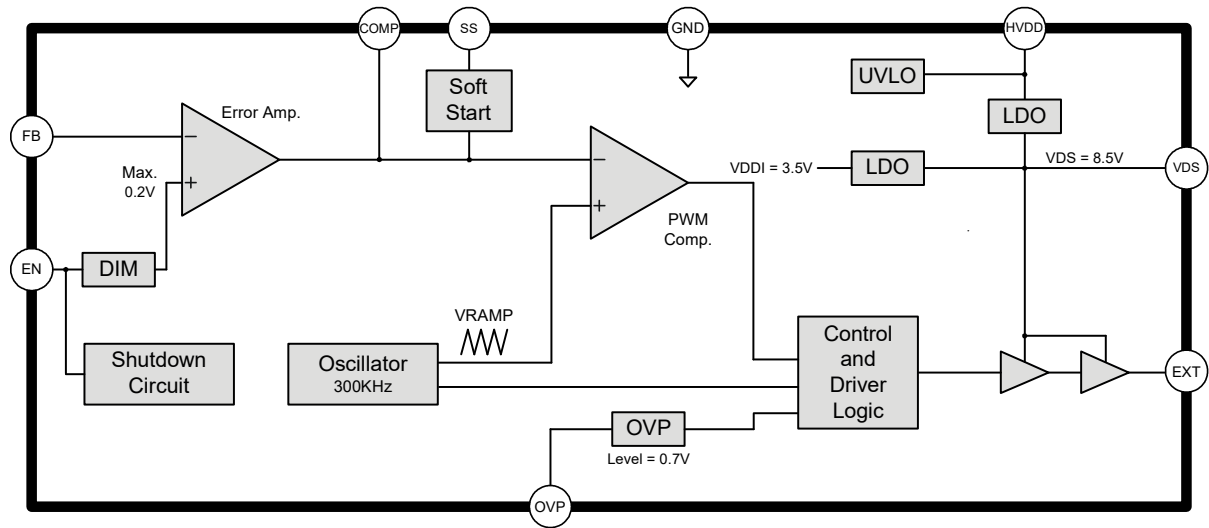 COMP
SS
GND
HVDD
UVLO
Soft
Start
Error Amp.
LDO
FB
−
Max.
0.2V
+
−
VDDI = 3.5V
LDO
VDS = 8.5V
VDS
+
PWM
Comp.
EN
DIM
VRAMP
Shutdown
Circuit
Oscillator
300KHz
Control
and
Driver
Logic
EXT
OVP
Level = 0.7V
OVP